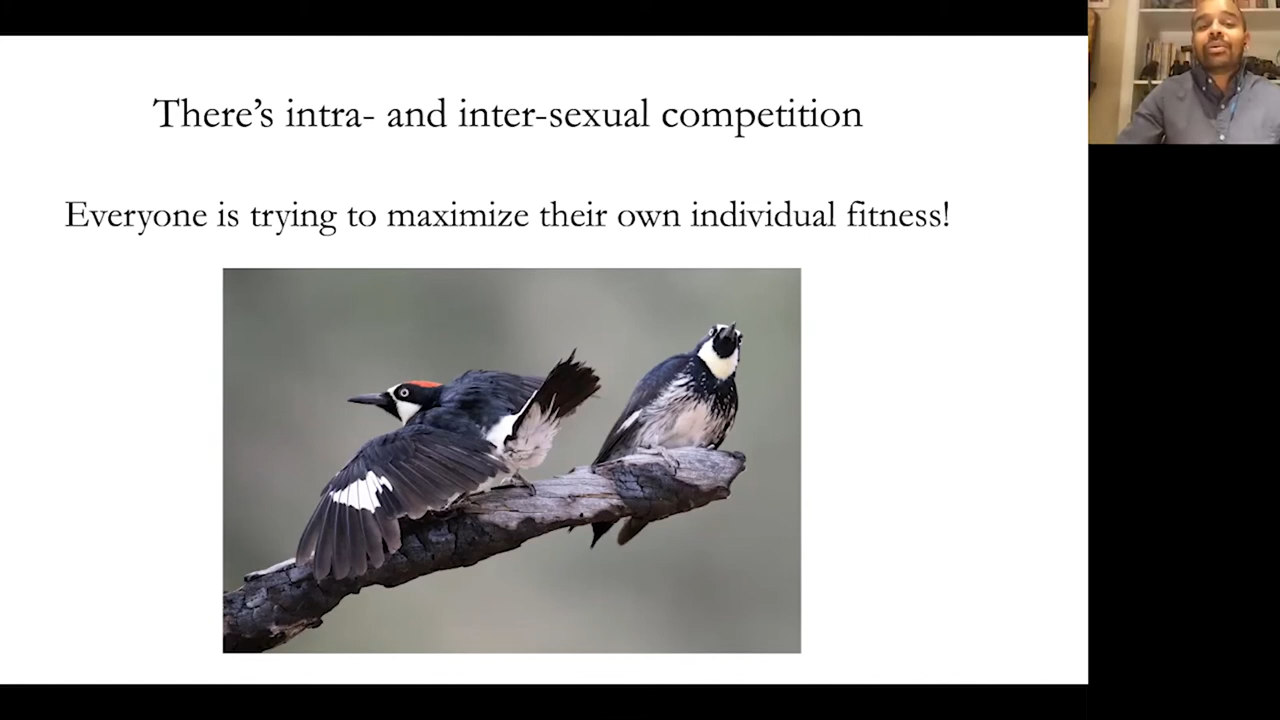 There’s intra- and inter-sexual competition
Everyone is trying to maximize their own individual fitness!